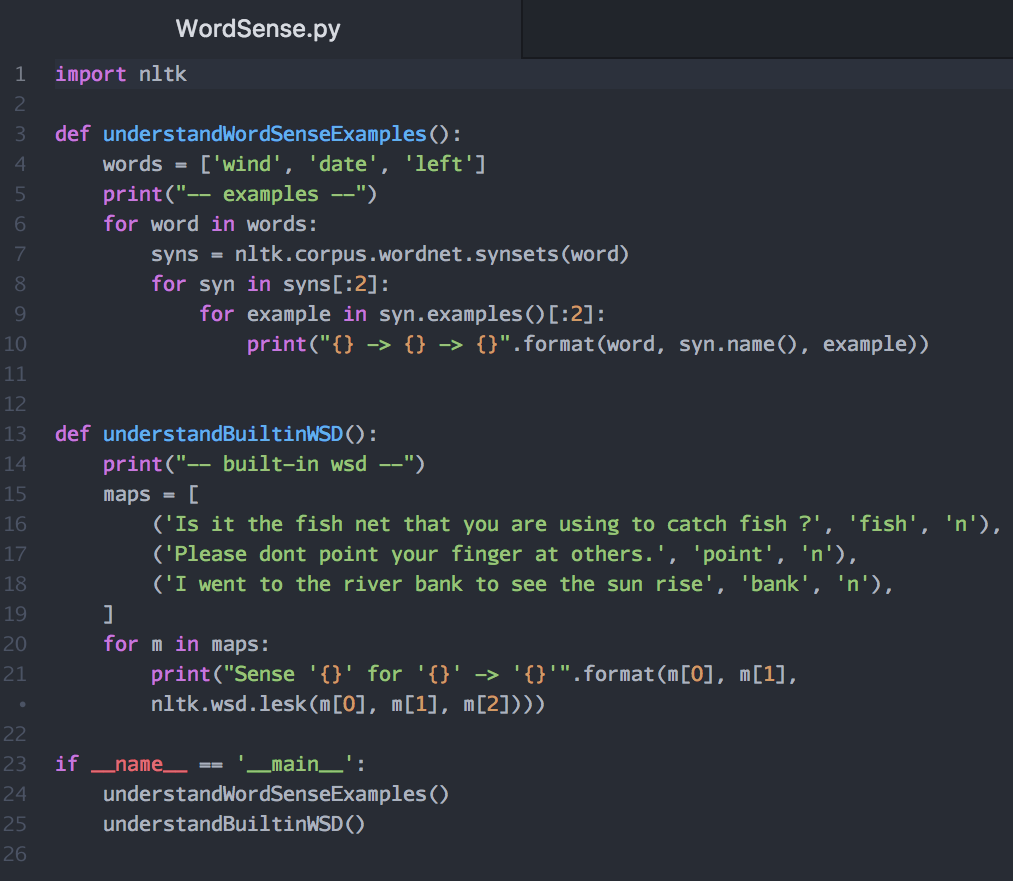 WordSense.py
1 import nltk
2
3 def understandWordSenseExamples():
4     words = ['wind', 'date', 'left']
5     print("-- examples --")
6     for word in words:
7         syns = nltk.corpus.wordnet.synsets(word)
8         for syn in syns[:2]:
9             for example in syn.examples()[:2]:
10                 print("{} -> {} -> {}".format(word, syn.name(), example))
11
12
13 def understandBuiltinWSD():
14     print("-- built-in wsd --")
15     maps = [
16         ('Is it the fish net that you are using to catch fish ?', 'fish', 'n'),
17         ('Please dont point your finger at others.', 'point', 'n'),
18         ('I went to the river bank to see the sun rise', 'bank', 'n'),
19     ]
20     for m in maps:
21         print("Sense '{}' for '{}' -> '{}'".format(m[0], m[1],
•         nltk.wsd.lesk(m[0], m[1], m[2])))
22
23 if __name__ == '__main__':
24     understandWordSenseExamples()
25     understandBuiltinWSD()
26